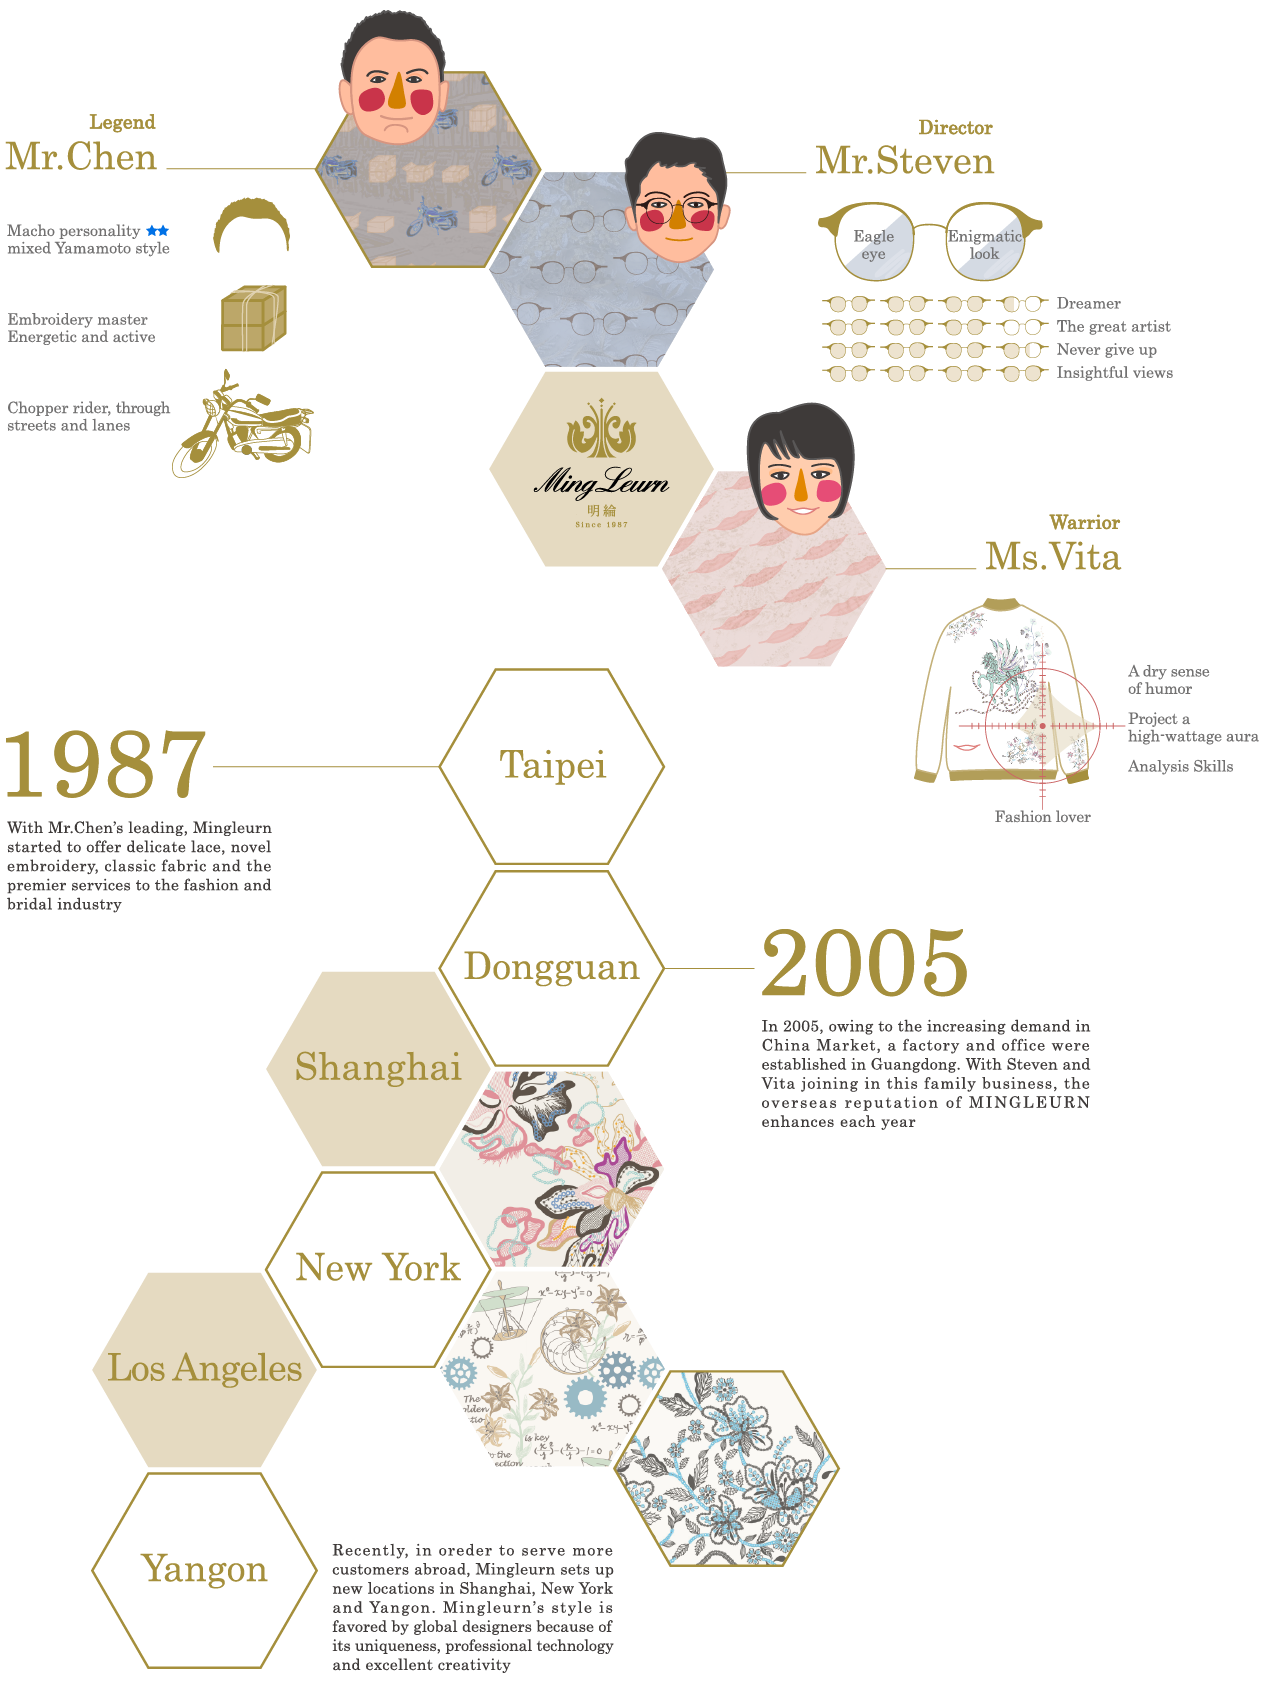 Legend
Mr.Chen
Macho personality
mixed Yamamoto style
Embroidery master
Energetic and active
Chopper rider, through
streets and lanes
Director
Mr.Steven
Eagle
eye
Enigmatic
look
Dreamer
The great artist
Never give up
Insightful views
Ming Leurn
明綸
Since 1987
Warrior
Ms.Vita
A dry sense
of humor
Project a
high-wattage aura
Analysis Skills
Fashion lover
1987
With Mr.Chen's leading, Mingleurn
started to offer delicate lace, novel
embroidery, classic fabric and the
premier services to the fashion and
bridal industry
Taipei
Dongguan
2005
In 2005, owing to the increasing demand in
China Market, a factory and office were
established in Guangdong. With Steven and
Vita joining in this family business, the
overseas reputation of MINGLEURN
enhances each year
Shanghai
New York
Los Angeles
Yangon
The
is key
Recently, in oreder to serve more
customers abroad, Mingleurn sets up
new locations in Shanghai, New York
and Yangon. Mingleurn's style is
favored by global designers because of
its uniqueness, professional technology
and excellent creativity